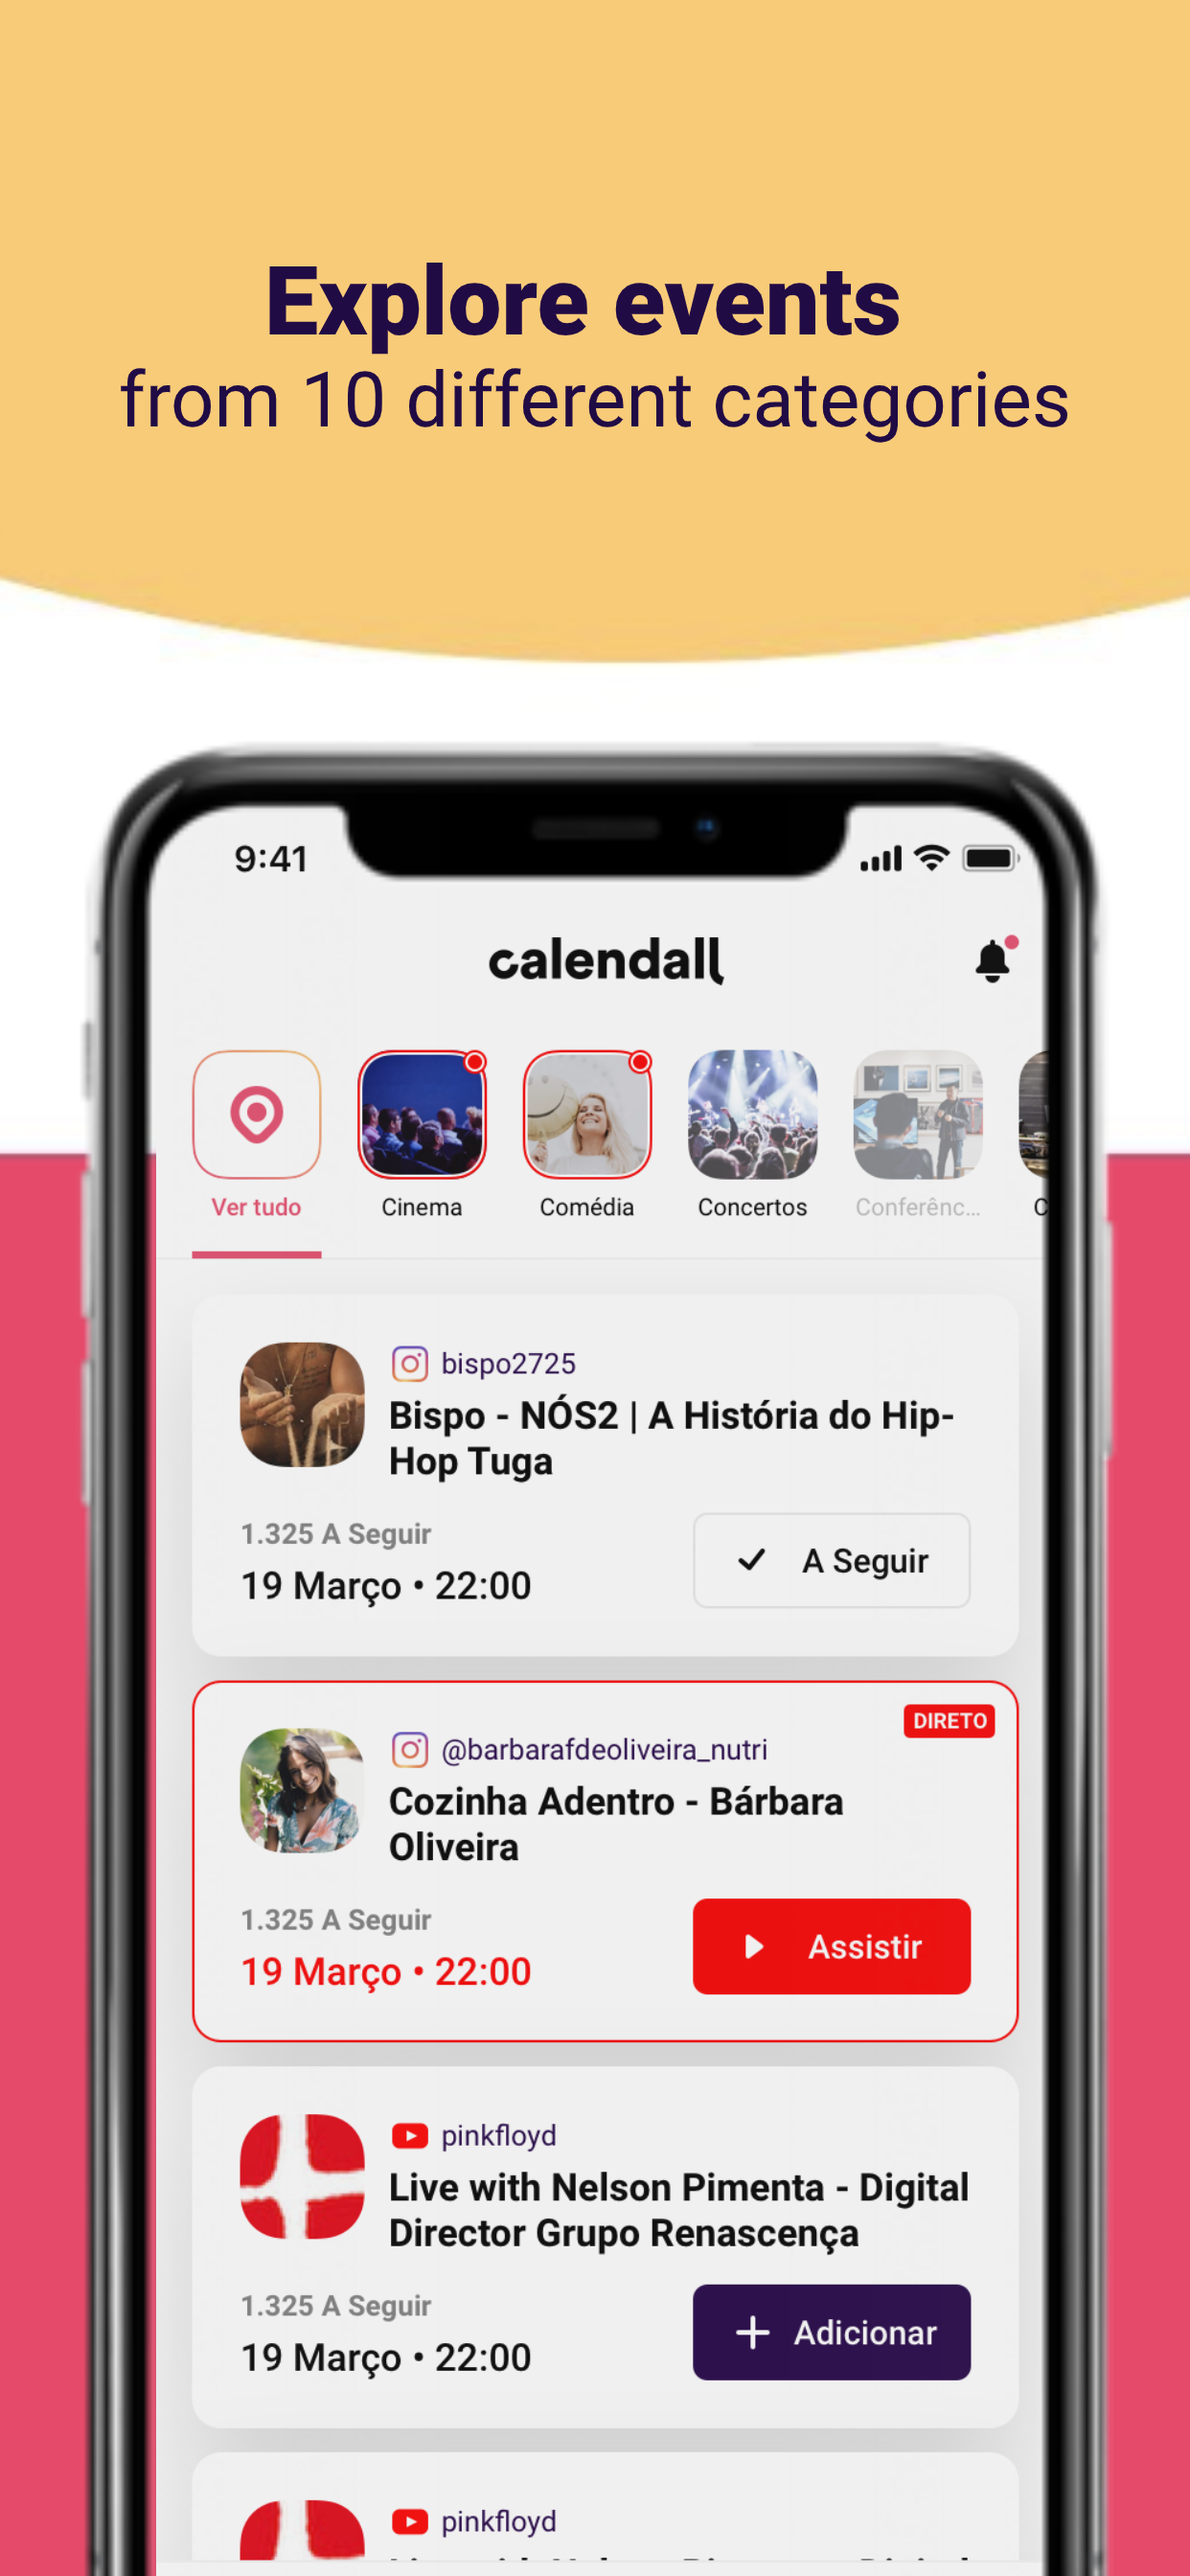 Explore events
from 10 different categories
9:41
calendall
Ver tudo
Cinema
Comédia
Concertos
Conferênc...
C
bispo2725
Bispo - NÓS2 | A História do Hip-
Hop Tuga
1.325 A Seguir
19 Março • 22:00
A Seguir
DIRETO
@barbarafdeoliveira_nutri
Cozinha Adentro - Bárbara
Oliveira
1.325 A Seguir
19 Março • 22:00
Assistir
pinkfloyd
Live with Nelson Pimenta - Digital
Director Grupo Renascença
1.325 A Seguir
19 Março • 22:00
Adicionar
pinkfloyd